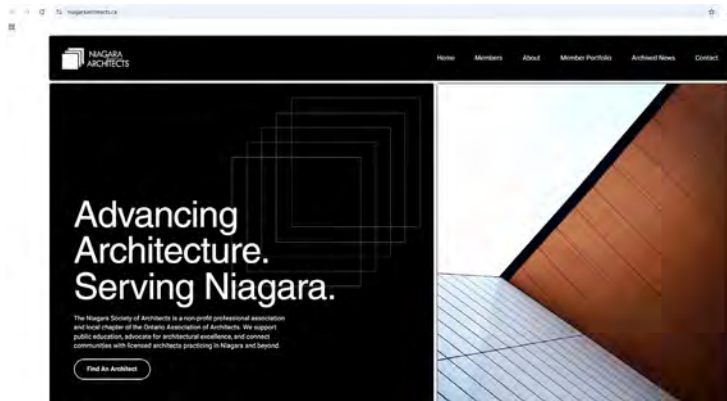 niagaraarchitects.ca
NIAGARA
ARCHITECTS
Home Members About Member Portfolio Archived News Contact
Advancing
Architecture.
Serving Niagara.
The Niagara Society of Architects is a non-profit professional association
and local chapter of the Ontario Association of Architects. We support
public education, advocate for architectural excellence, and connect
communities with licensed architects practicing in Niagara and beyond
Find An Architect